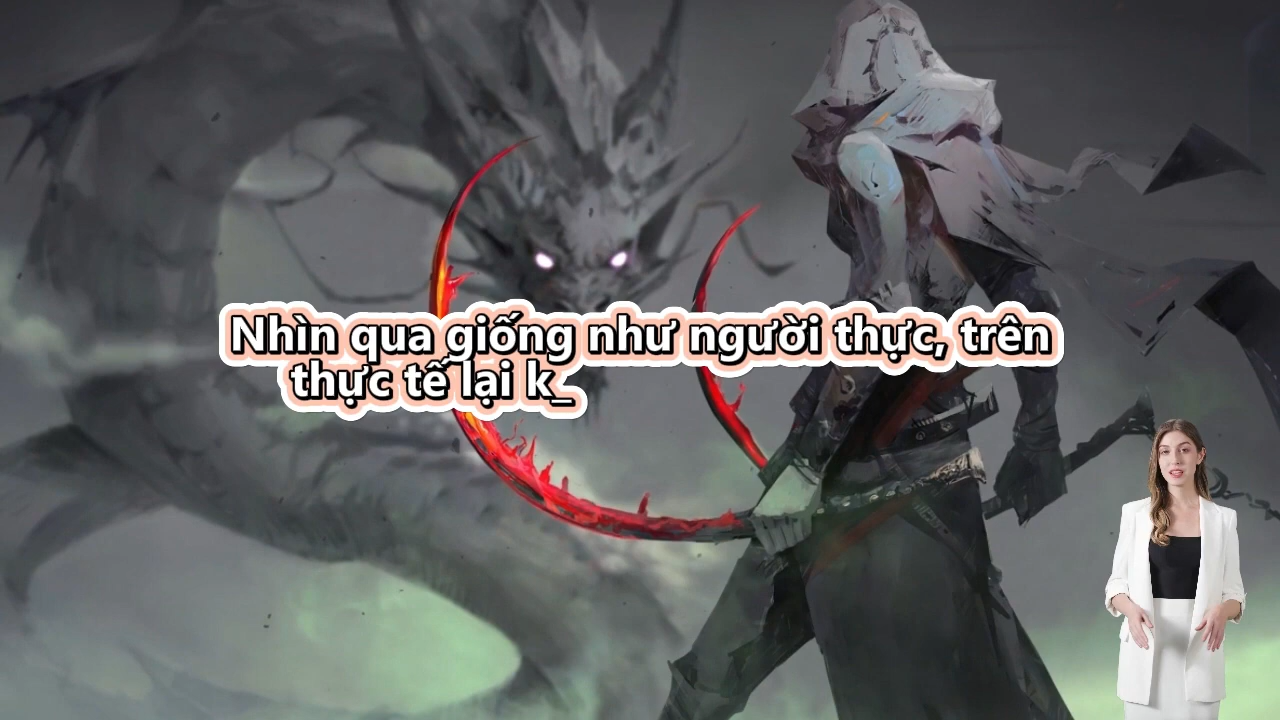 Nhìn qua giống như người thực, trên
thực tế lại k_